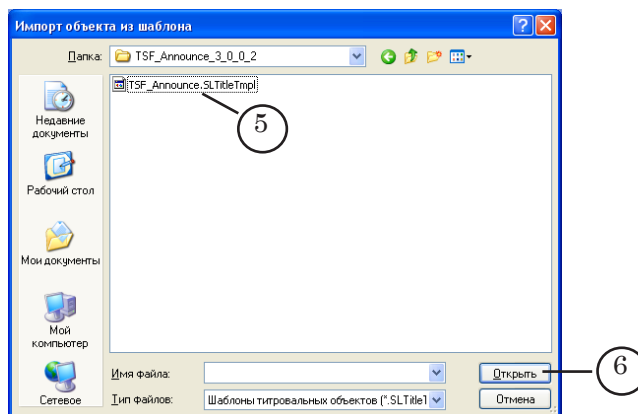 Импорт объекта из шаблона
Папка: TSF_Announce_3_0_0_2
TSF_Announce.SLTitleTmpl
5
Недавние
документы
Рабочий стол
Мои документы
Мой
компьютер
Сетевое
Имя файла:
Открыть
6
Тип файлов: Шаблоны титровальных объектов (*.SLTitleT
Отмена